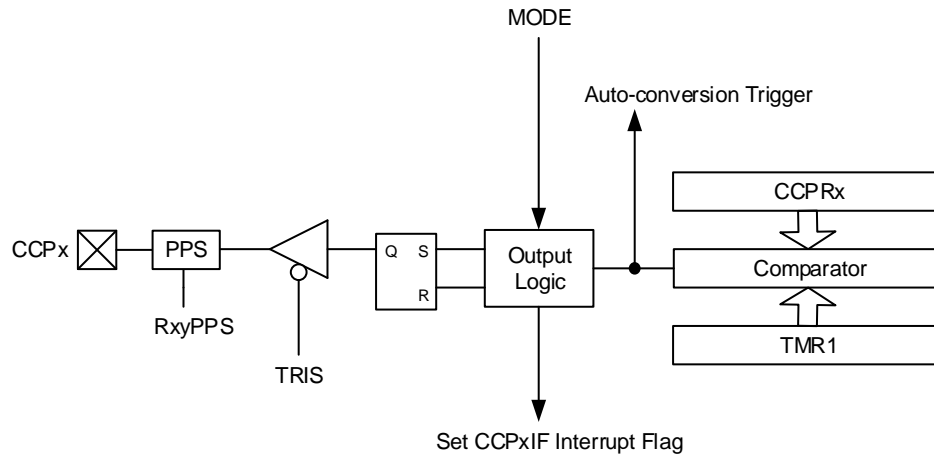 MODE
Auto-conversion Trigger
CCPRx
CCPx
PPS
Q
S
R
Output
Logic
Comparator
RxyPPS
TRIS
TMR1
Set CCPxIF Interrupt Flag